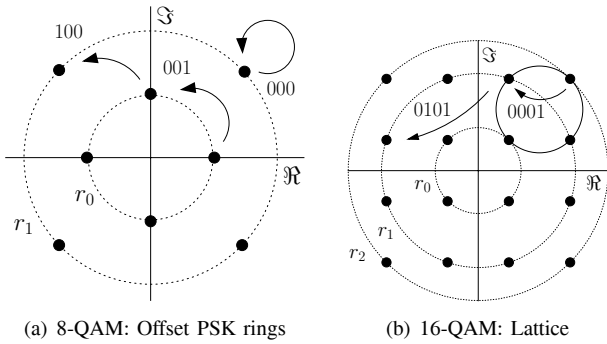 ℑ
100
001
000
ℜ
r₀
r₁
(a) 8-QAM: Offset PSK rings
ℑ
0101
0001
r₀
ℜ
r₁
r₂
(b) 16-QAM: Lattice